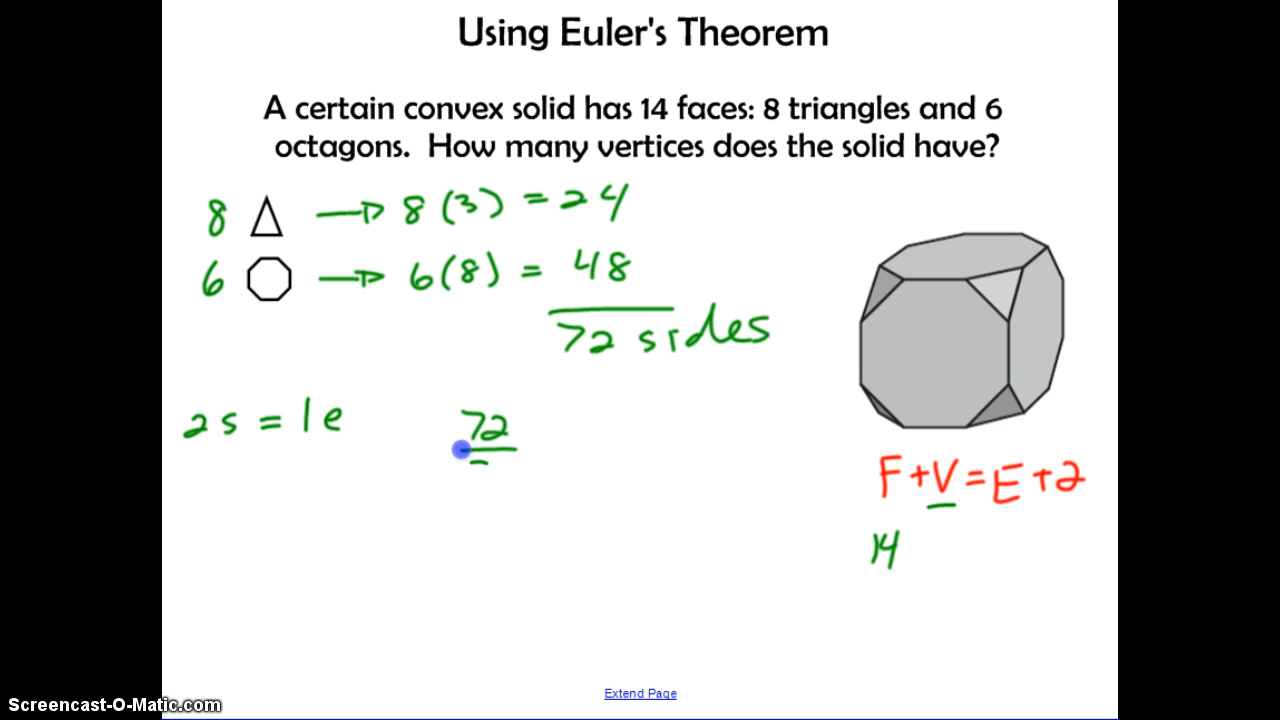 Using Euler's Theorem
A certain convex solid has 14 faces: 8 triangles and 6
octagons. How many vertices does the solid have?
8 △ → 8 (3) = 24
6 → 6(8) = 48
72 sides
2s = 1e
72
F+V=E+2
14
Extend Page
Screencast-O-Matic.com